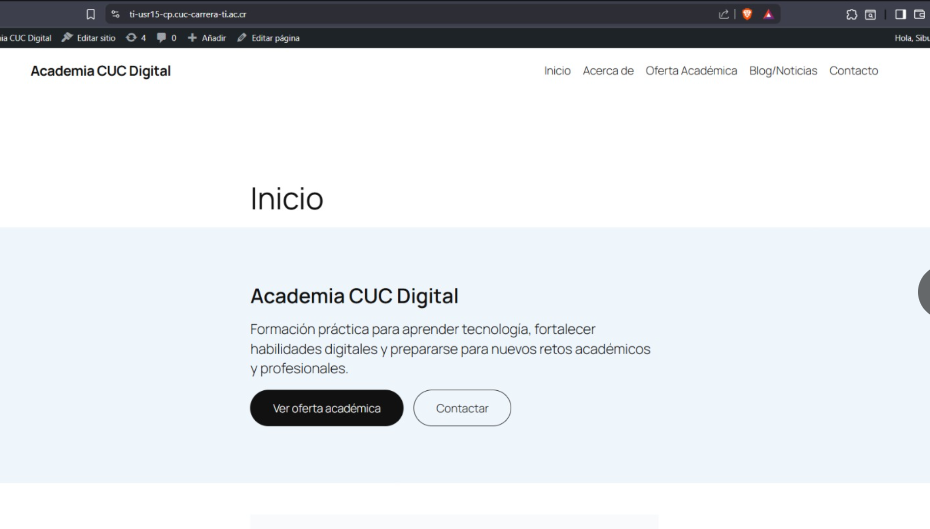 ti-usr15-cp.cuc-carrera-ti.ac.cr
CUC Digital Editar sitio 4 0 Añadir Editar página Hola,
Academia CUC Digital Inicio Acerca de Oferta Académica Blog/Noticias Contacto
Inicio
Academia CUC Digital
Formación práctica para aprender tecnología, fortalecer
habilidades digitales y prepararse para nuevos retos académicos
y profesionales.
Ver oferta académica Contactar